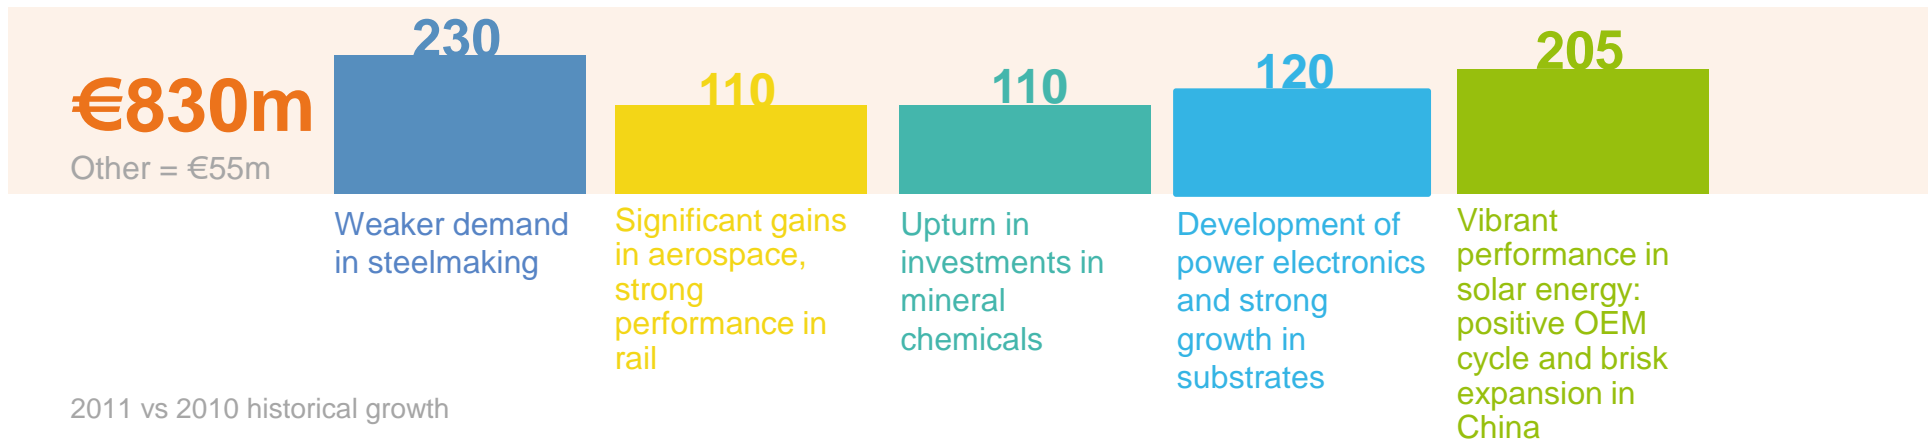 €830m
Other = €55m
230
110
110
120
205
Weaker demand
in steelmaking
Significant gains
in aerospace,
strong
performance in
rail
Upturn in
investments in
mineral
chemicals
Development of
power electronics
and strong
growth in
substrates
Vibrant
performance in
solar energy:
positive OEM
cycle and brisk
expansion in
China
2011 vs 2010 historical growth